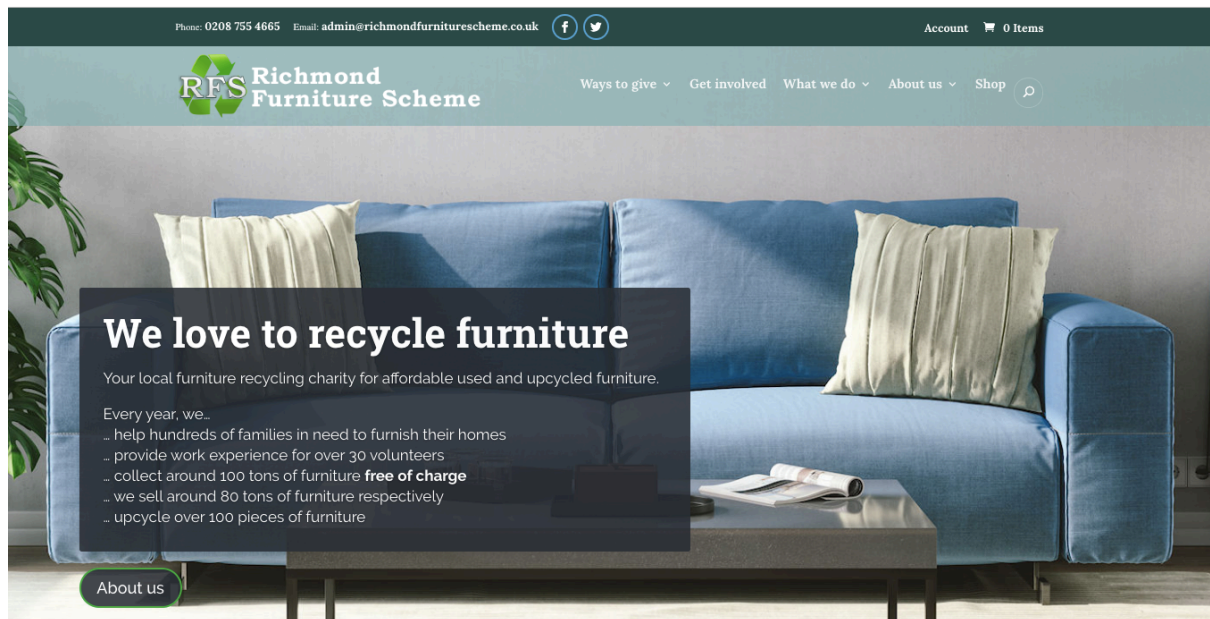 Phone: 0208 755 4665 Email: admin@richmondfurniturescheme.co.uk Account 0 Items
RFS Richmond
Furniture Scheme
Ways to give Get involved What we do About us Shop
We love to recycle furniture
Your local furniture recycling charity for affordable used and upcycled furniture.
Every year, we…
… help hundreds of families in need to furnish their homes
… provide work experience for over 30 volunteers
… collect around 100 tons of furniture free of charge
… we sell around 80 tons of furniture respectively
… upcycle over 100 pieces of furniture
About us